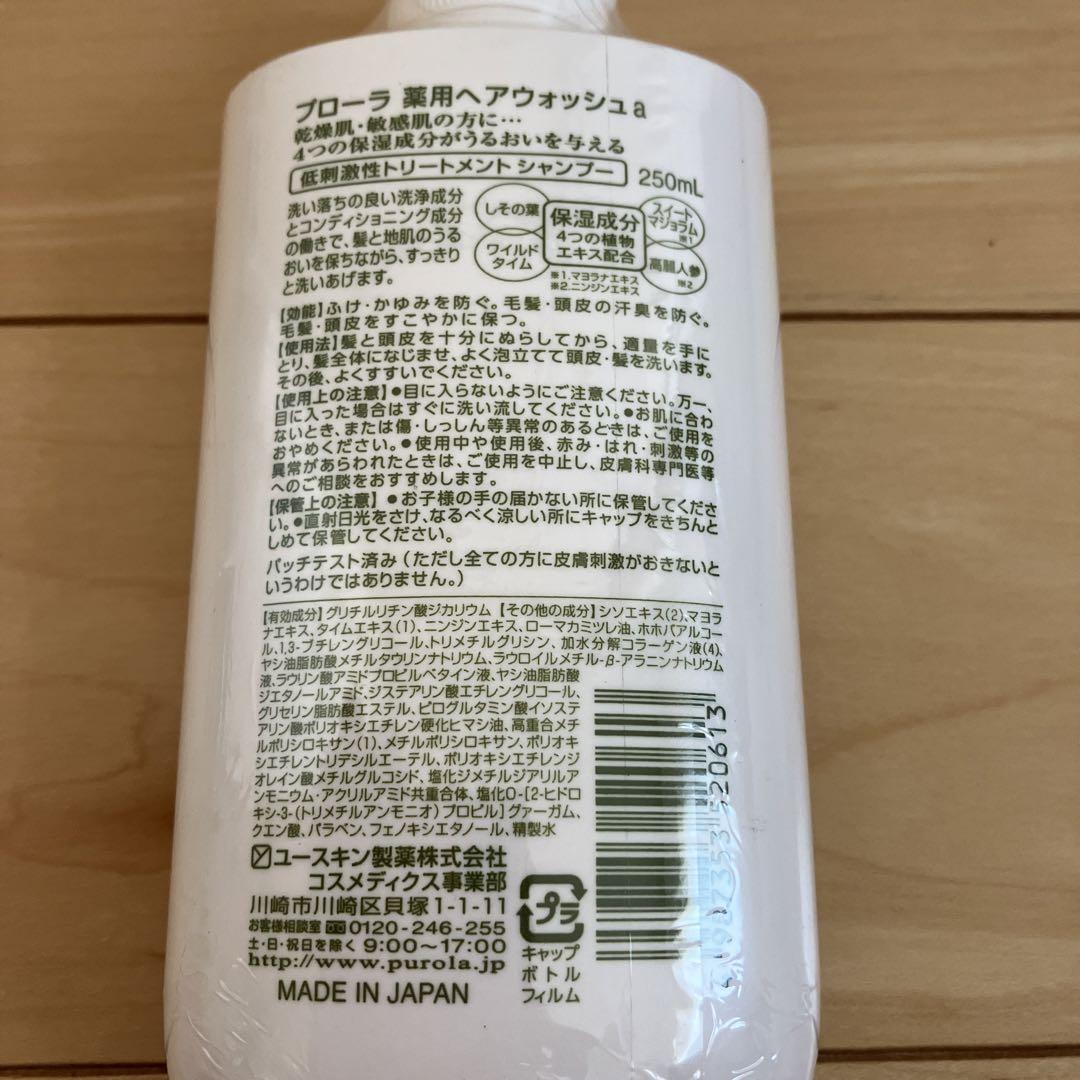 プローラ 薬用ヘアウォッシュa
乾燥肌・敏感肌の方に…
4つの保湿成分がうるおいを与える
低刺激性トリートメント シャンプー 250mL
洗い落ちの良い洗浄成分
とコンディショニング成分
の働きで、髪と地肌のうる
おいを保ちながら、すっきり
と洗いあげます。
しその葉
ワイルド
タイム
保湿成分
4つの植物
エキス配合
スイート
マジョラム
※1
高麗人参
※2
※1.マヨラナエキス
※2.ニンジンエキス
【効能】ふけ・かゆみを防ぐ。毛髪・頭皮の汗臭を防ぐ。
毛髪・頭皮をすこやかに保つ。
【使用法】髪と頭皮を十分にぬらしてから、適量を手に
とり、髪全体になじませ、よく泡立てて頭皮・髪を洗います。
その後、よくすすいでください。
【使用上の注意】●目に入らないようにご注意ください。万一、
目に入った場合はすぐに洗い流してください。●お肌に合わ
ないとき、または傷・しっしん等異常のあるときは、ご使用を
おやめください。●使用中や使用後、赤み・はれ・刺激等の
異常があらわれたときは、ご使用を中止し、皮膚科専門医等
へのご相談をおすすめします。
【保管上の注意】●お子様の手の届かない所に保管してくださ
い。●直射日光をさけ、なるべく涼しい所にキャップをきちんと
しめて保管してください。
パッチテスト済み（ただし全ての方に皮膚刺激がおきないと
いうわけではありません。）
【有効成分】グリチルリチン酸ジカリウム 【その他の成分】シソエキス(2)、マヨラ
ナエキス、タイムエキス(1)、ニンジンエキス、ローマカミツレ油、ホホバアルコー
ル、1,3-ブチレングリコール、トリメチルグリシン、加水分解コラーゲン液(4)、
ヤシ油脂肪酸メチルタウリンナトリウム、ラウロイルメチル-β-アラニンナトリウム
液、ラウリン酸アミドプロピルベタイン液、ヤシ油脂肪酸
ジエタノールアミド、ジステアリン酸エチレングリコール、
グリセリン脂肪酸エステル、ピログルタミン酸イソステ
アリン酸ポリオキシエチレン硬化ヒマシ油、高重合メチ
ルポリシロキサン(1)、メチルポリシロキサン、ポリオキ
シエチレントリデシルエーテル、ポリオキシエチレンジ
オレイン酸メチルグルコシド、塩化ジメチルジアリルア
ンモニウム・アクリルアミド共重合体、塩化O-[2-ヒドロ
キシ-3-(トリメチルアンモニオ)プロピル]グァーガム、
クエン酸、パラベン、フェノキシエタノール、精製水
ユースキン製薬株式会社
コスメディクス事業部
川崎市川崎区貝塚1-1-11
お客様相談室 0120-246-255
土・日・祝日を除く 9:00〜17:00
http://www.purola.jp
MADE IN JAPAN
プラ
キャップ
ボトル
フィルム
4 987353 520613